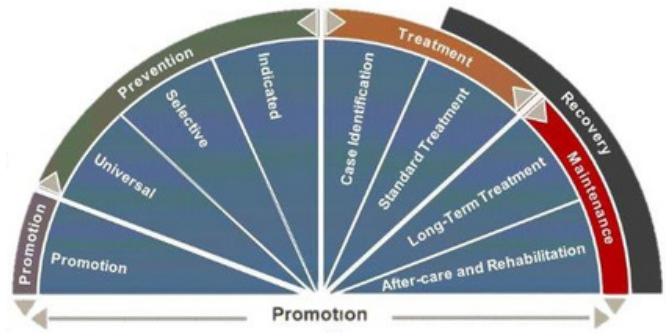 Promotion
Prevention
Treatment
Recovery
Maintenance
Promotion
Universal
Selective
Indicated
Case Identification
Standard Treatment
Long-Term Treatment
After-care and Rehabilitation
Promotion